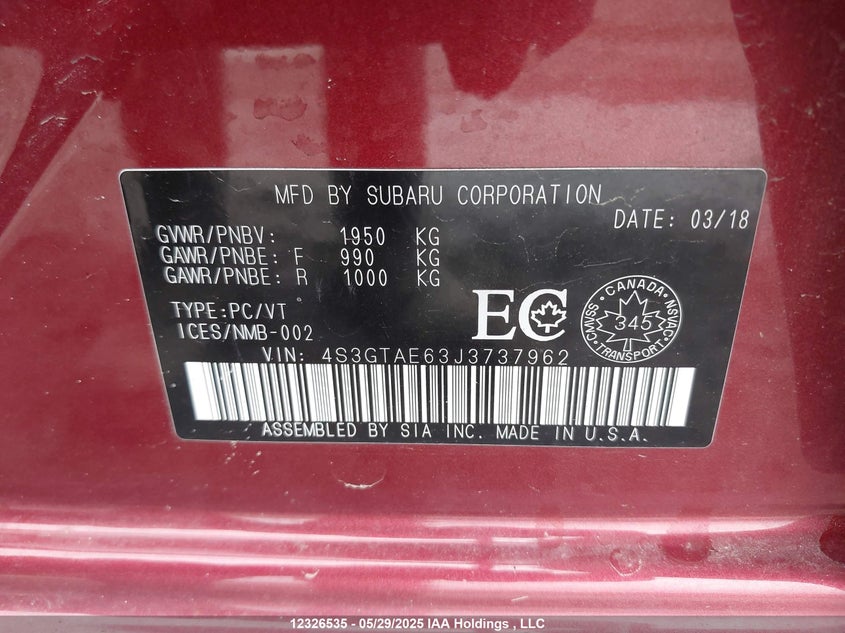 MFD BY SUBARU CORPORATION
DATE: 03/18
GVWR/PNBV: 1950 KG
GAWR/PNBE: F 990 KG
GAWR/PNBE: R 1000 KG
TYPE:PC/VT
ICES/NMB-002
EC
CANADA
CMVSS 345 NSVAC
TRANSPORT
VIN: 4S3GTAE63J3737962
ASSEMBLED BY SIA INC. MADE IN U.S.A.
12326535 - 05/29/2025 IAA Holdings , LLC